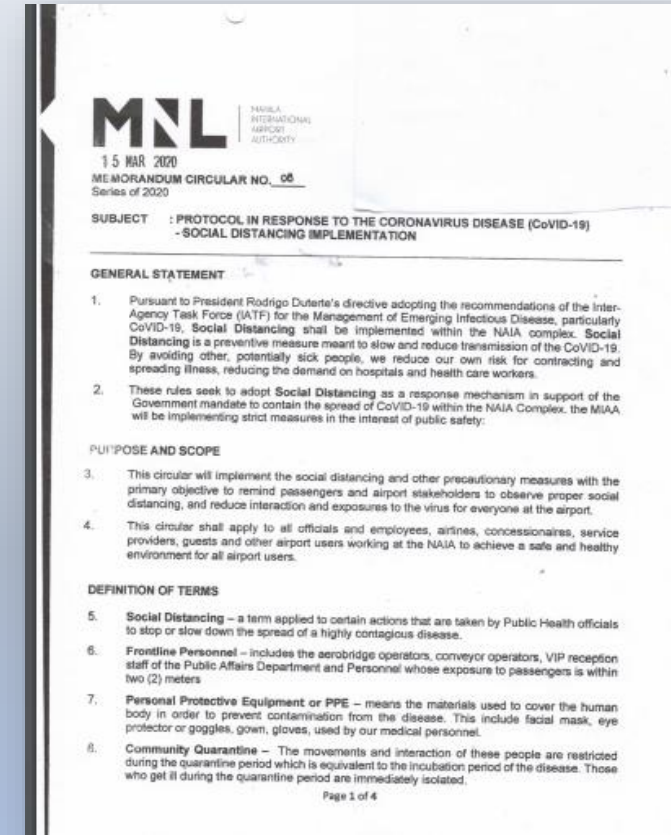 MNL
MANILA
INTERNATIONAL
AIRPORT
AUTHORITY
15 MAR 2020
MEMORANDUM CIRCULAR NO. 08
Series of 2020
SUBJECT : PROTOCOL IN RESPONSE TO THE CORONAVIRUS DISEASE (CoVID-19)
- SOCIAL DISTANCING IMPLEMENTATION
GENERAL STATEMENT
1. Pursuant to President Rodrigo Duterte's directive adopting the recommendations of the Inter-
Agency Task Force (IATF) for the Management of Emerging Infectious Disease, particularly
CoVID-19, Social Distancing shall be implemented within the NAIA complex. Social
Distancing is a preventive measure meant to slow and reduce transmission of the CoVID-19.
By avoiding other, potentially sick people, we reduce our own risk for contracting and
spreading illness, reducing the demand on hospitals and health care workers.
2. These rules seek to adopt Social Distancing as a response mechanism in support of the
Government mandate to contain the spread of CoVID-19 within the NAIA Complex. the MIAA
will be implementing strict measures in the interest of public safety:
PURPOSE AND SCOPE
3. This circular will implement the social distancing and other precautionary measures with the
primary objective to remind passengers and airport stakeholders to observe proper social
distancing, and reduce interaction and exposures to the virus for everyone at the airport.
4. This circular shall apply to all officials and employees, airlines, concessionaires, service
providers, guests and other airport users working at the NAIA to achieve a safe and healthy
environment for all airport users.
DEFINITION OF TERMS
5. Social Distancing – a term applied to certain actions that are taken by Public Health officials
to stop or slow down the spread of a highly contagious disease.
6. Frontline Personnel – includes the aerobridge operators, conveyor operators, VIP reception
staff of the Public Affairs Department and Personnel whose exposure to passengers is within
two (2) meters
7. Personal Protective Equipment or PPE – means the materials used to cover the human
body in order to prevent contamination from the disease. This include facial mask, eye
protector or goggles, gown, gloves, used by our medical personnel.
8. Community Quarantine – The movements and interaction of these people are restricted
during the quarantine period which is equivalent to the incubation period of the disease. Those
who get ill during the quarantine period are immediately isolated.
Page 1 of 4